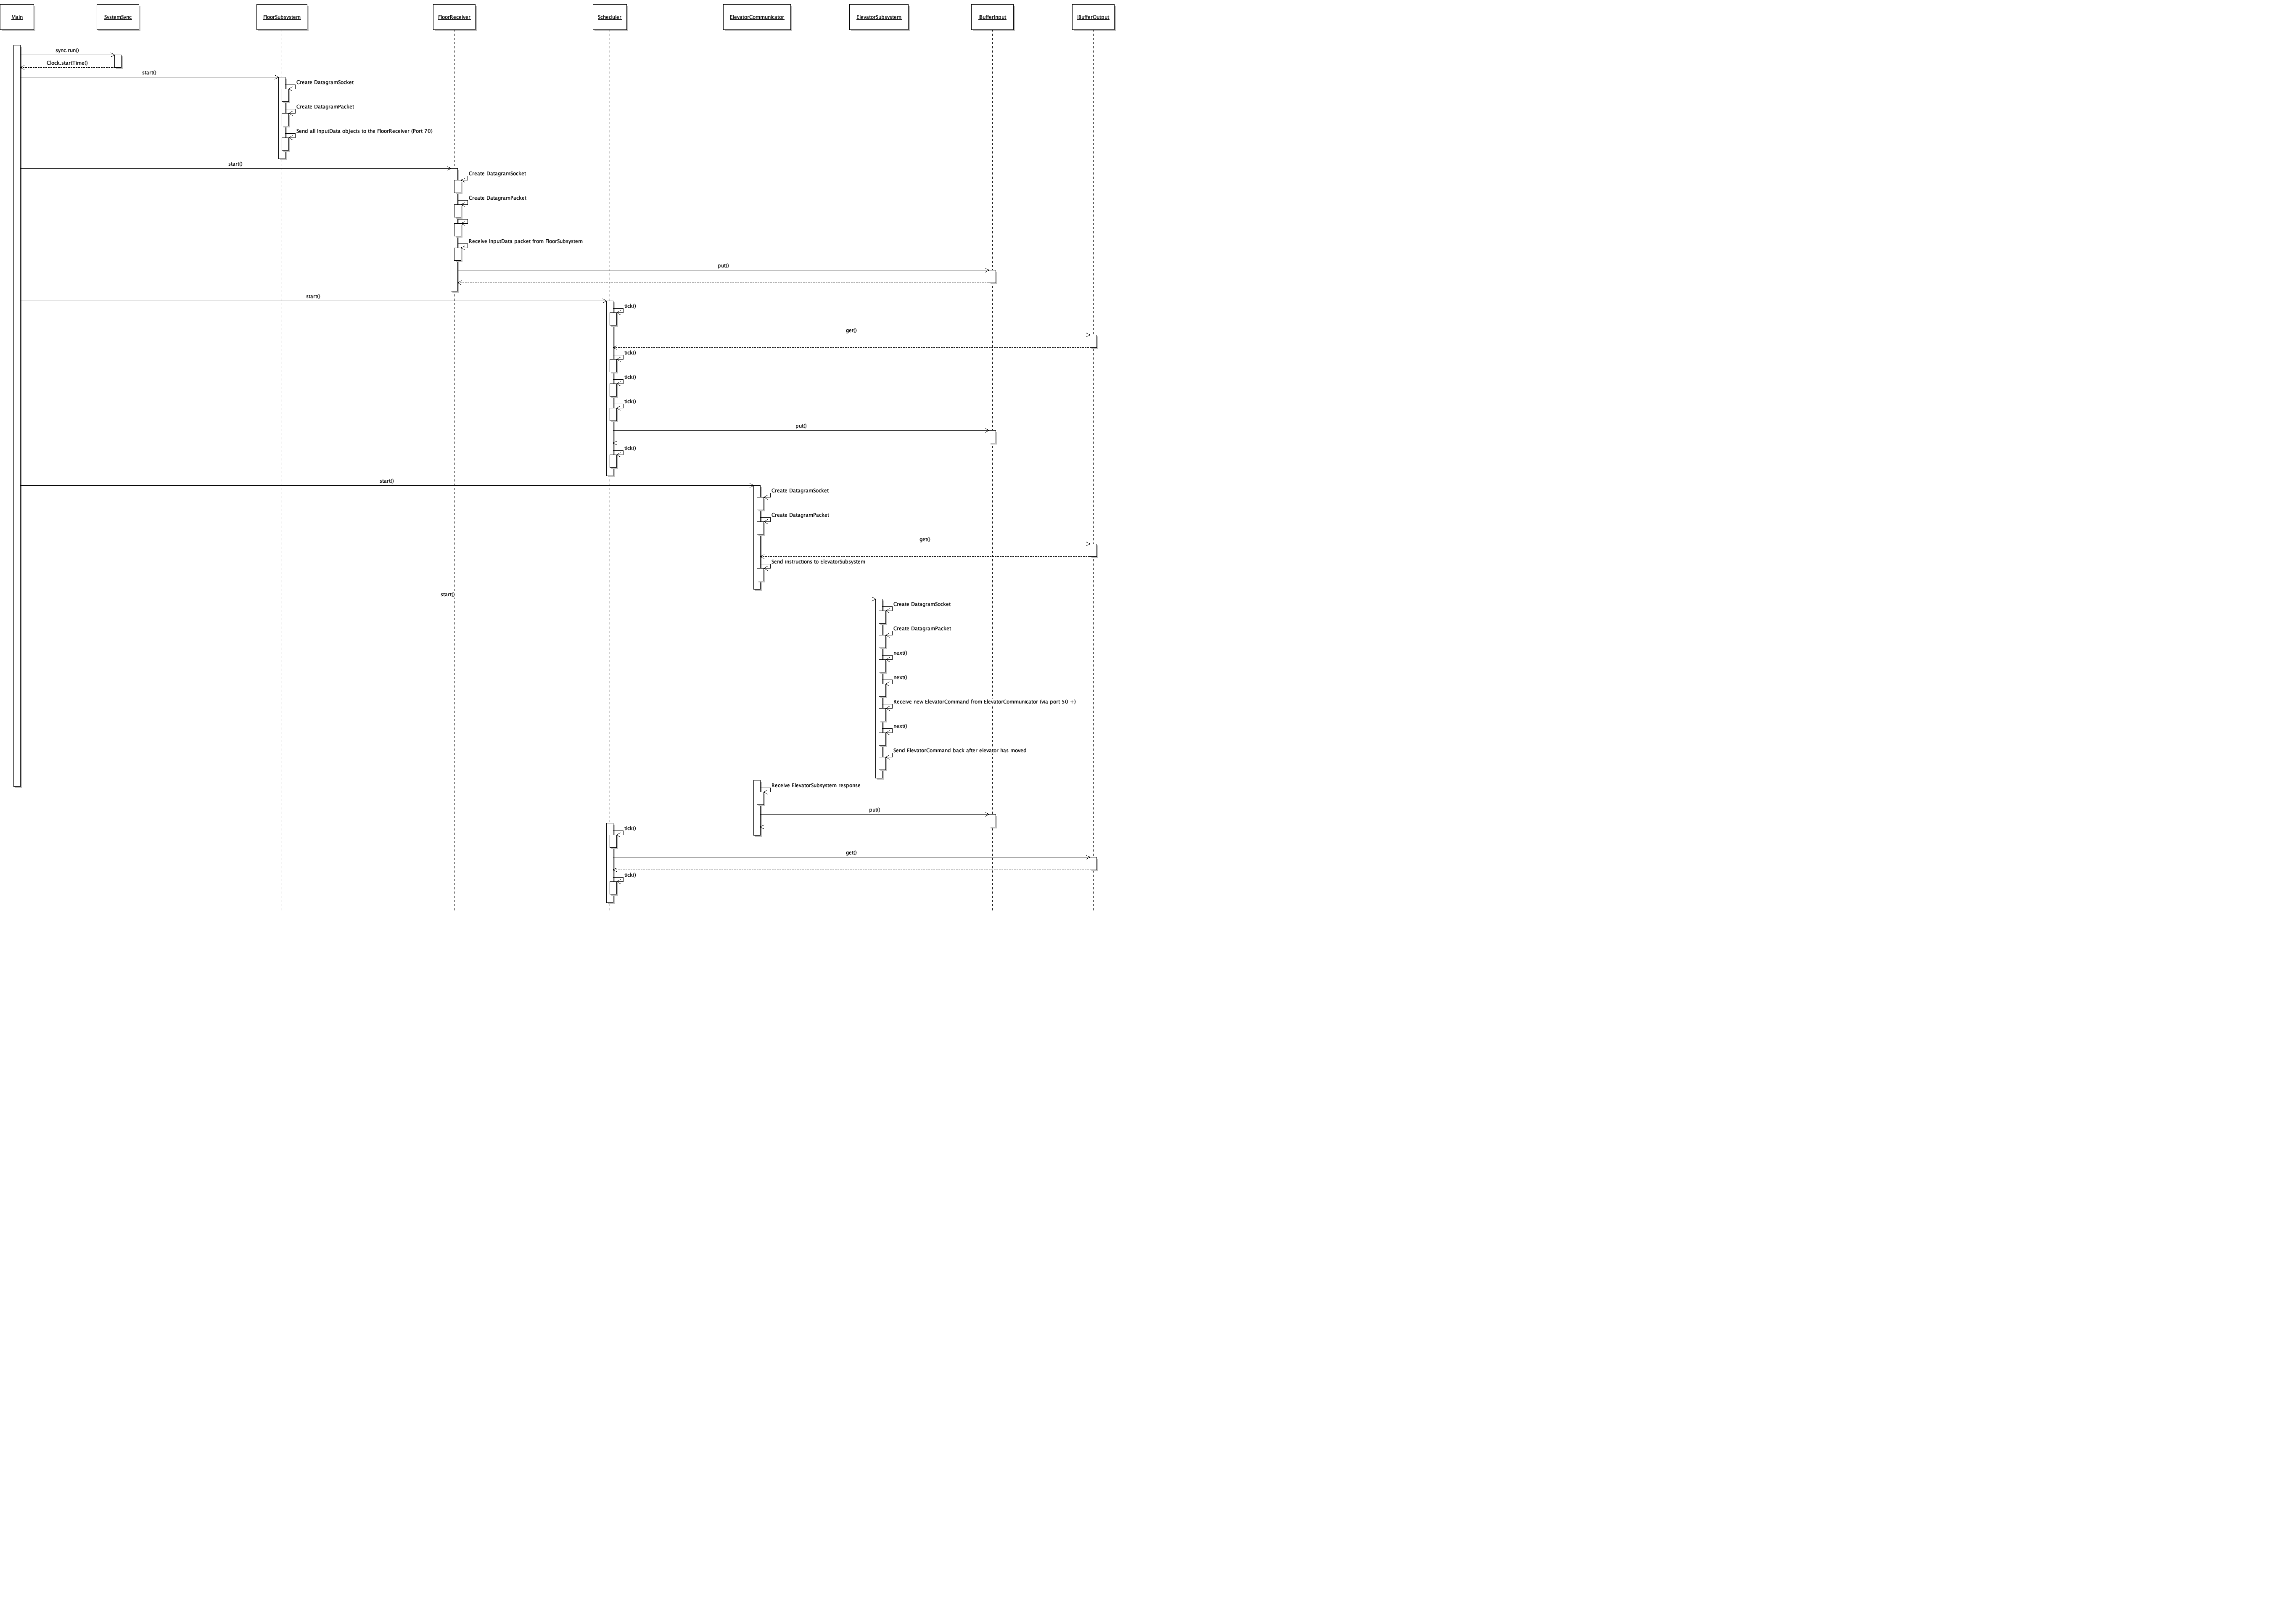 Main
SystemSync
FloorSubsystem
FloorReceiver
Scheduler
ElevatorCommunicator
ElevatorSubsystem
IBufferInput
IBufferOutput
sync.run()
Clock.startTime()
start()
Create DatagramSocket
Create DatagramPacket
Send all InputData objects to the FloorReceiver (Port 70)
start()
Create DatagramSocket
Create DatagramPacket
Receive InputData packet from FloorSubsystem
put()
start()
tick()
get()
tick()
tick()
tick()
put()
tick()
start()
Create DatagramSocket
Create DatagramPacket
get()
Send instructions to ElevatorSubsystem
start()
Create DatagramSocket
Create DatagramPacket
next()
next()
Receive new ElevatorCommand from ElevatorCommunicator (via port 50 +)
next()
Send ElevatorCommand back after elevator has moved
Receive ElevatorSubsystem response
put()
tick()
get()
tick()